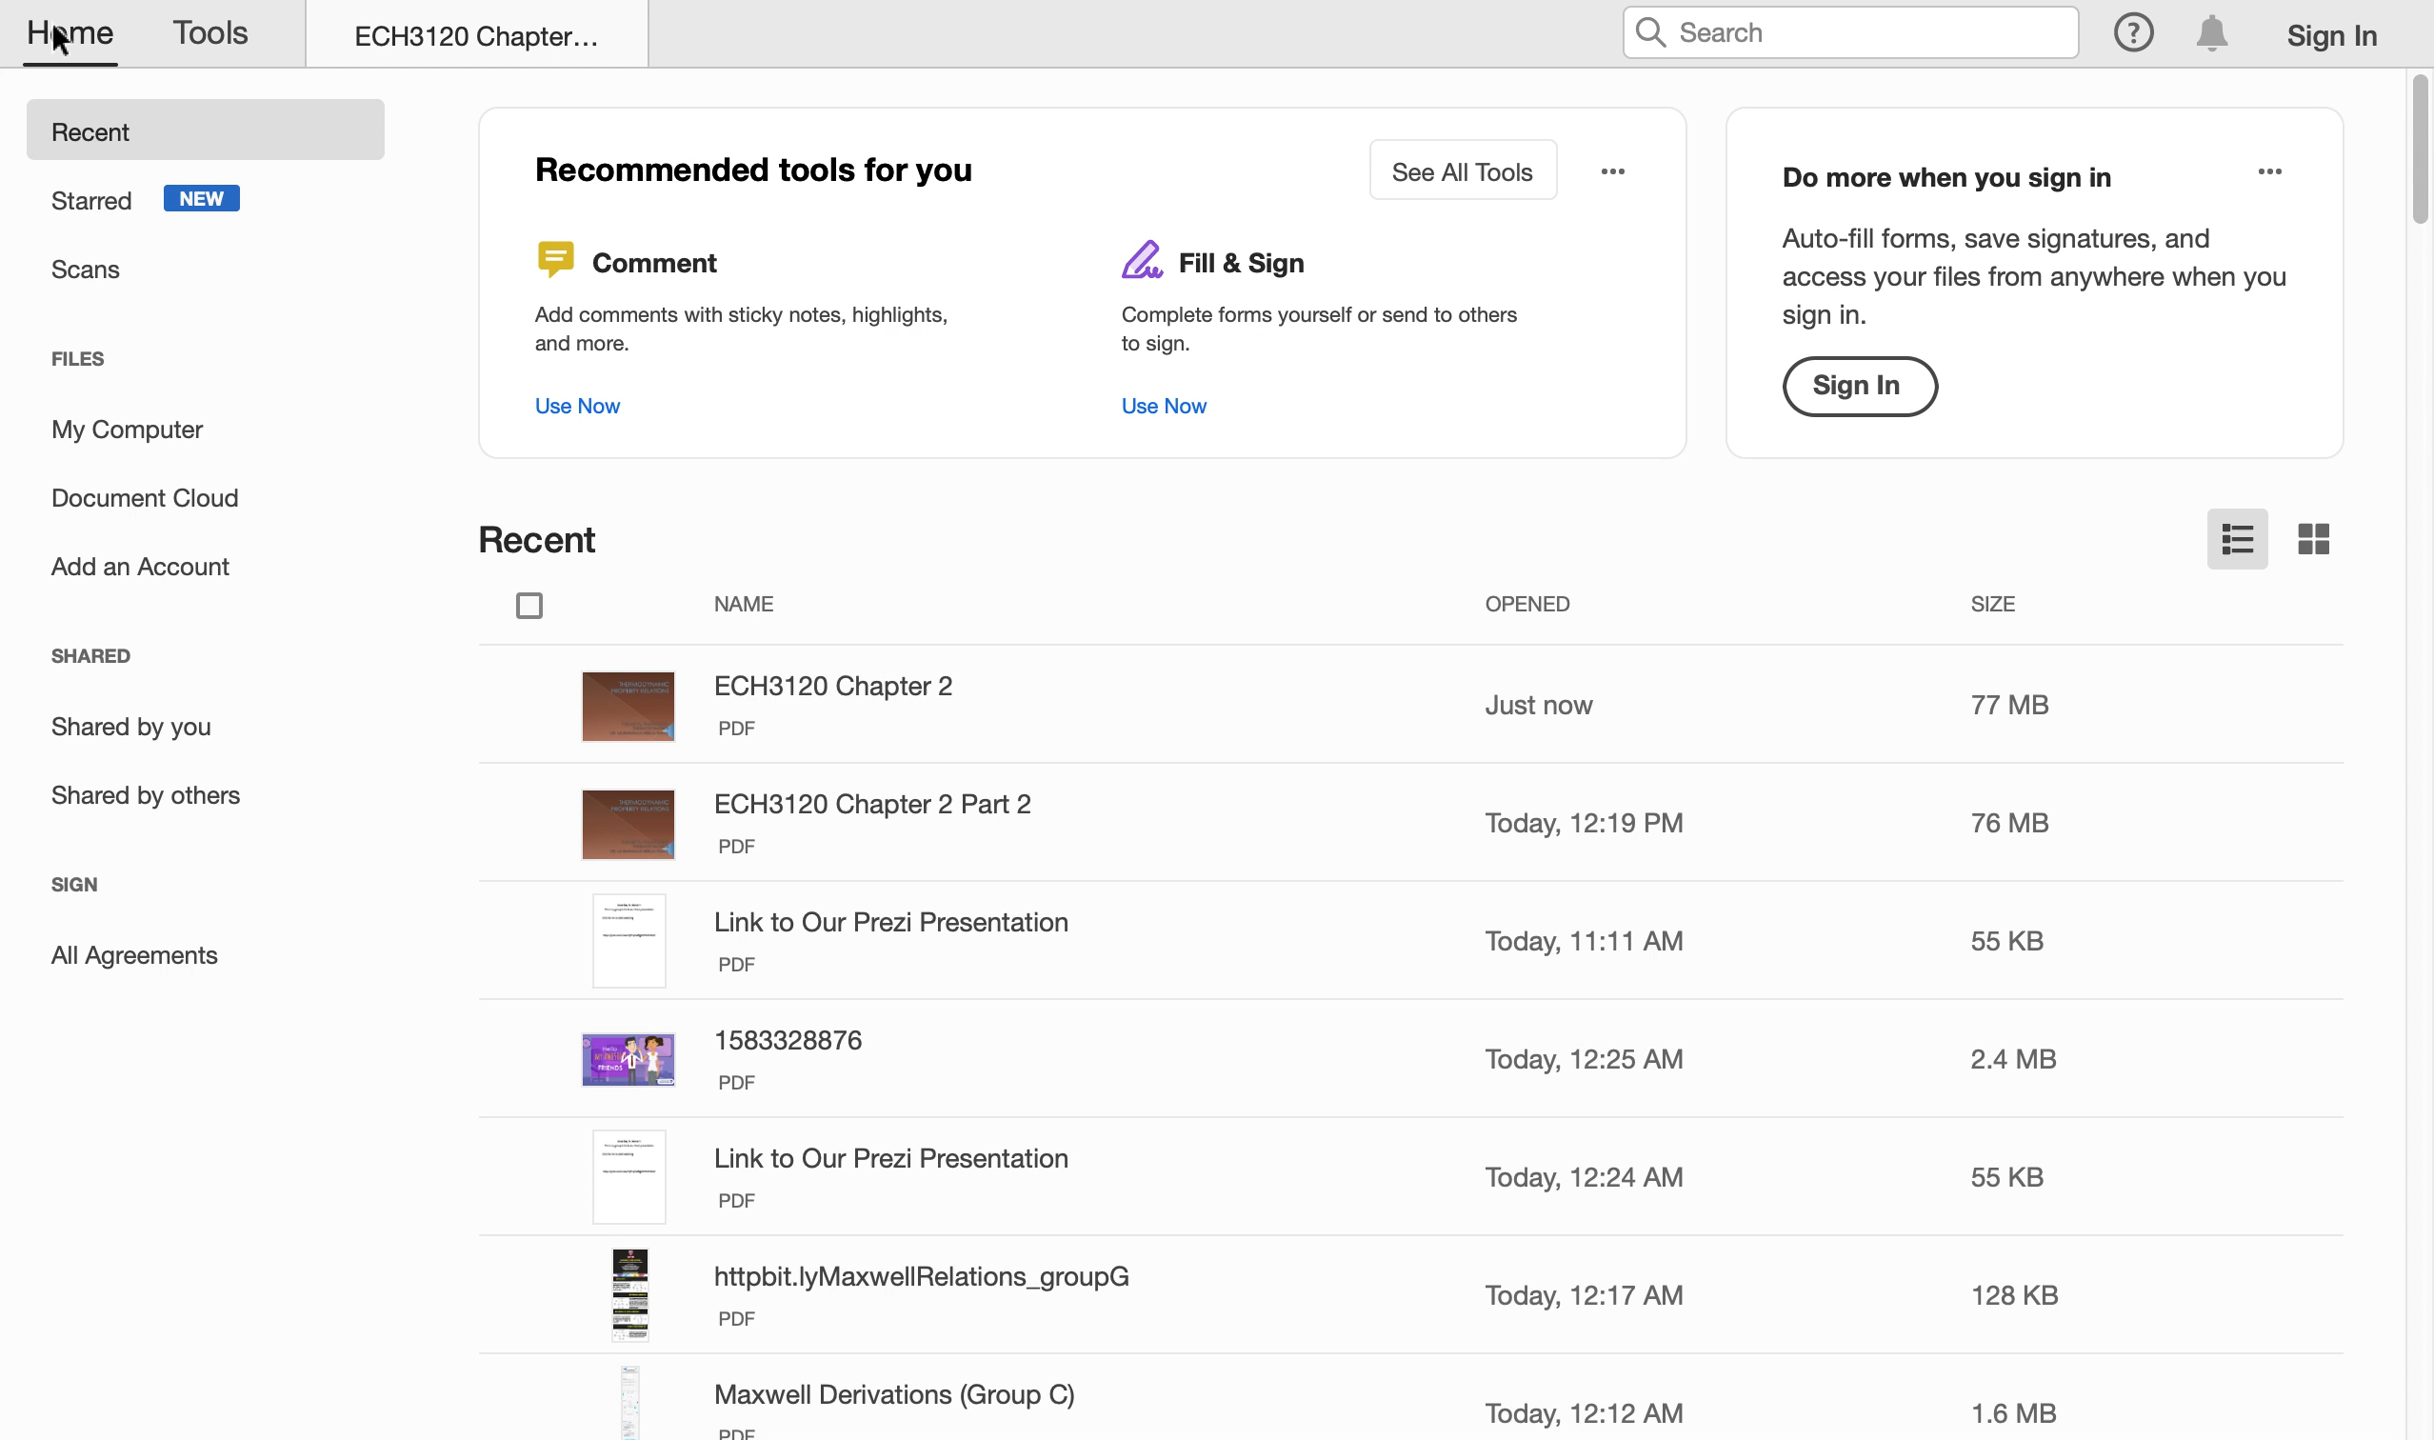 Home
Tools
ECH3120 Chapter...
Search
Sign In
Recent
Starred NEW
Scans
FILES
My Computer
Document Cloud
Add an Account
SHARED
Shared by you
Shared by others
SIGN
All Agreements
Recommended tools for you
See All Tools
Comment
Add comments with sticky notes, highlights,
and more.
Use Now
Fill & Sign
Complete forms yourself or send to others
to sign.
Use Now
Do more when you sign in
Auto-fill forms, save signatures, and
access your files from anywhere when you
sign in.
Sign In
Recent
NAME OPENED SIZE
THERMODYNAMIC
PROPERTY RELATIONS
ECH3120 Chapter 2 Just now 77 MB
PDF
THERMODYNAMIC
PROPERTY RELATIONS
ECH3120 Chapter 2 Part 2 Today, 12:19 PM 76 MB
PDF
Link to Our Prezi Presentation Today, 11:11 AM 55 KB
PDF
FRIENDS
1583328876 Today, 12:25 AM 2.4 MB
PDF
Link to Our Prezi Presentation Today, 12:24 AM 55 KB
PDF
httpbit.lyMaxwellRelations_groupG Today, 12:17 AM 128 KB
PDF
Maxwell Derivations (Group C) Today, 12:12 AM 1.6 MB
PDF